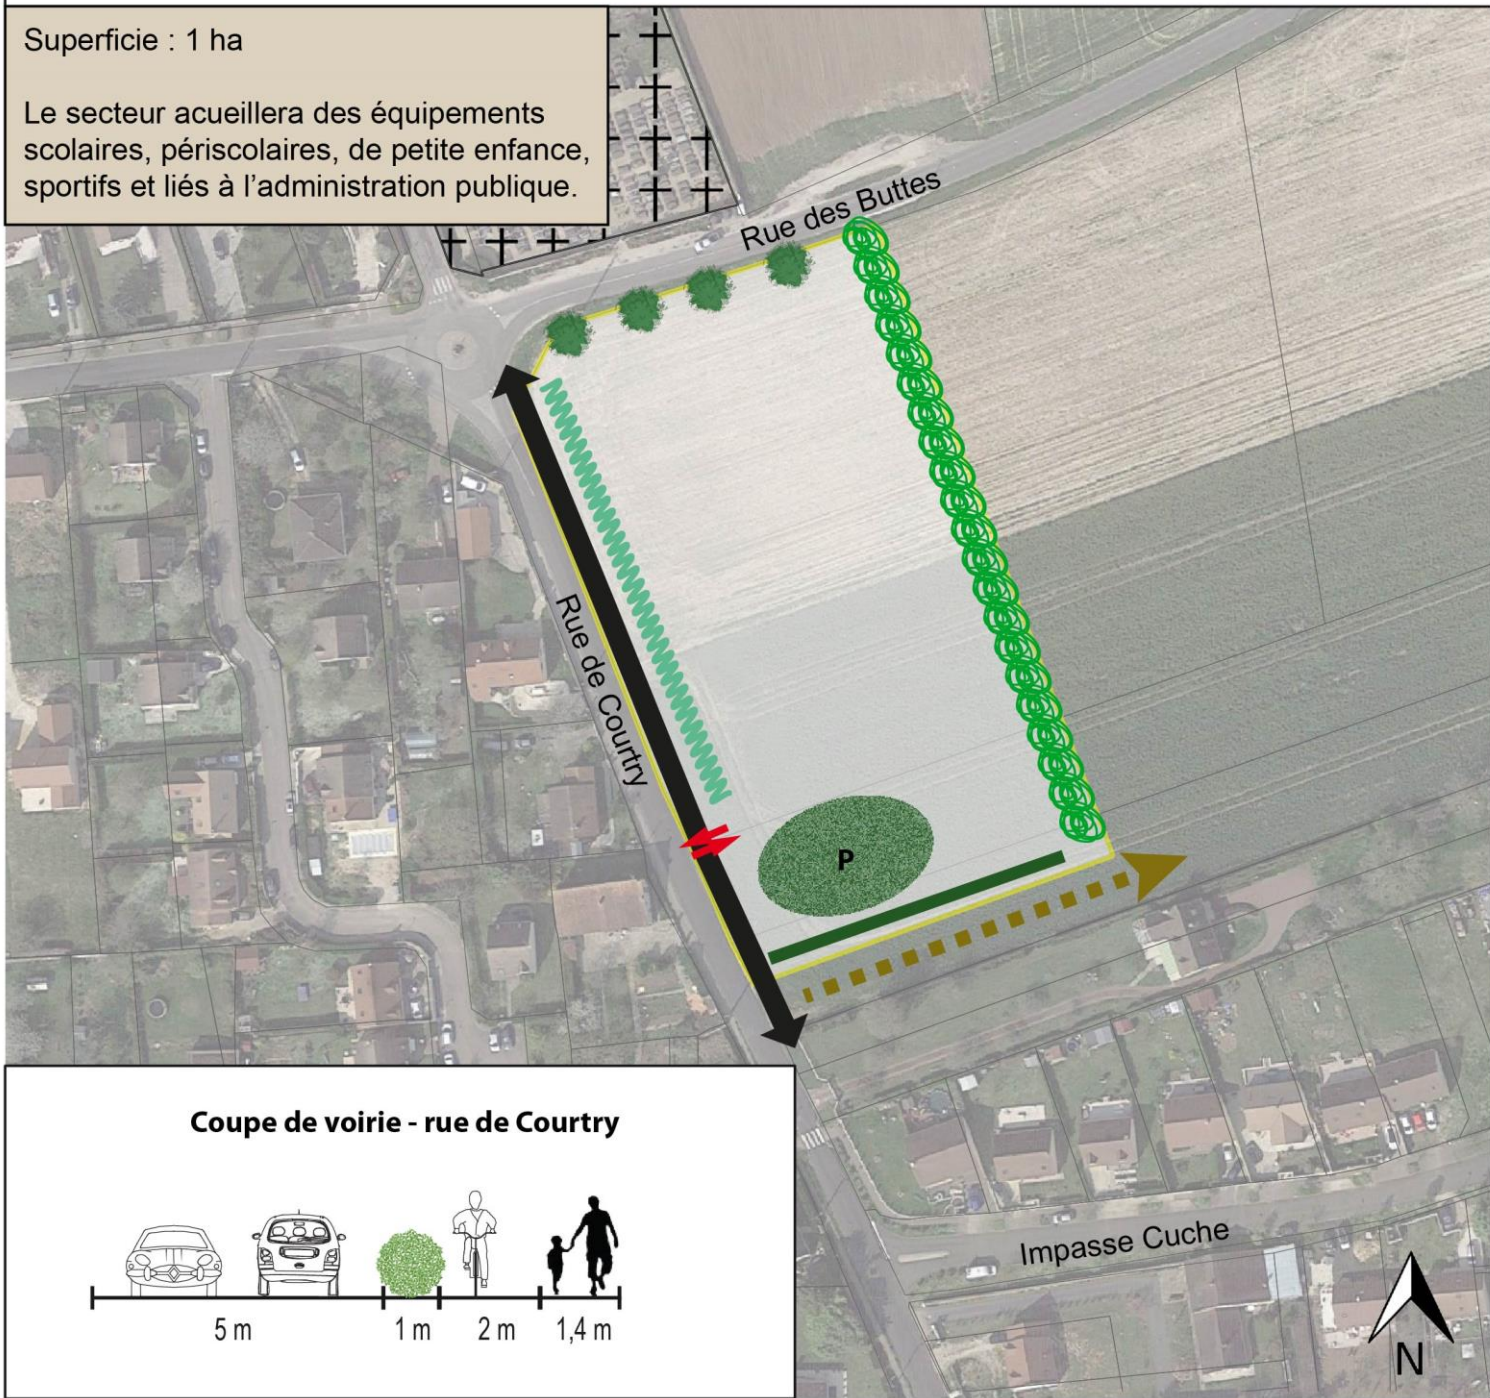 Superficie : 1 ha
Le secteur acueillera des équipements
scolaires, périscolaires, de petite enfance,
sportifs et liés à l'administration publique.
Rue des Buttes
Rue de Courtry
P
Coupe de voirie - rue de Courtry
5 m 1 m 2 m 1,4 m
Impasse Cuche
N